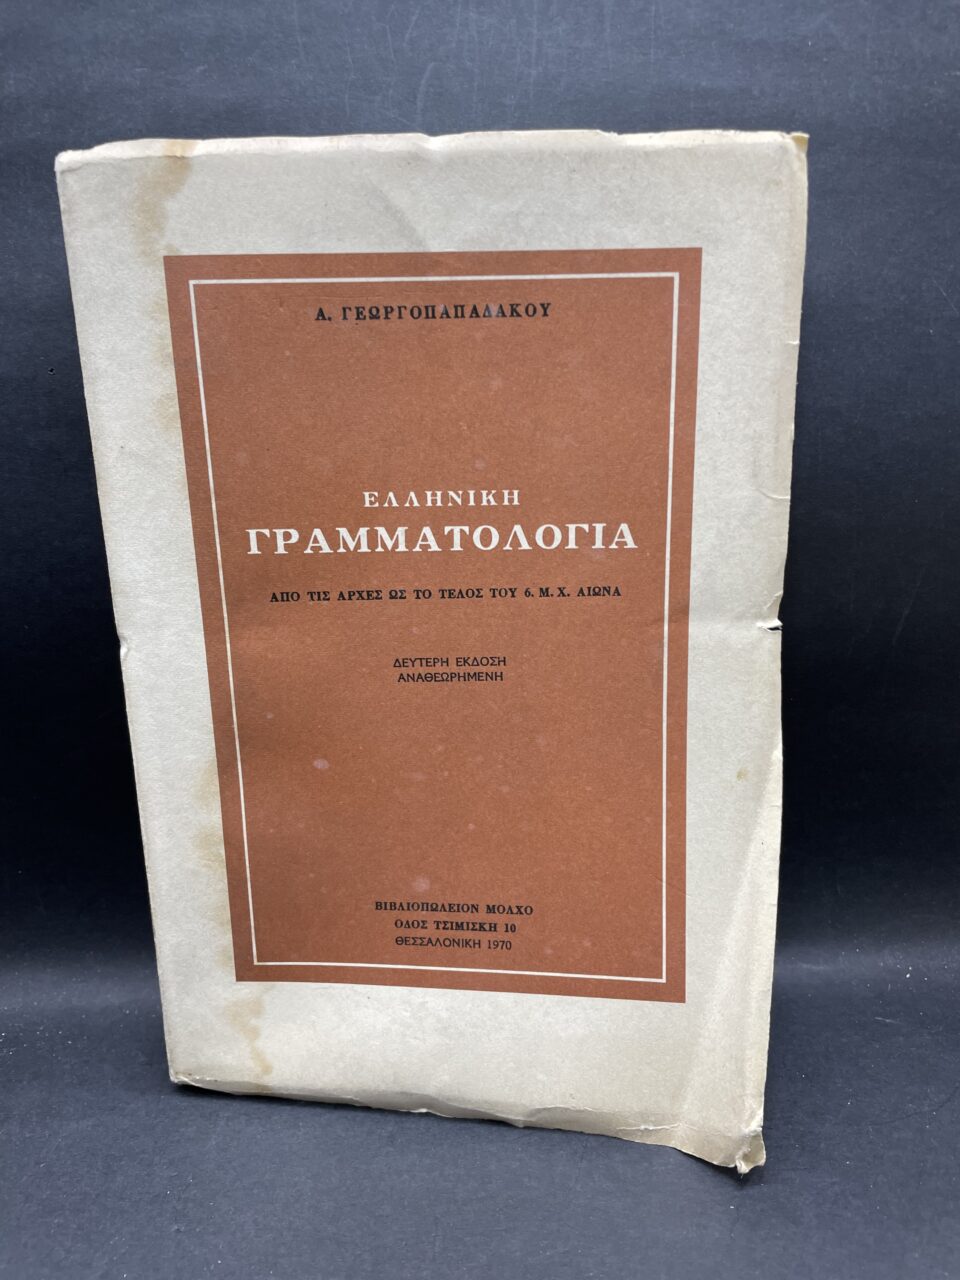 Α. ΓΕΩΡΓΟΠΑΠΑΔΑΚΟΥ
ΕΛΛΗΝΙΚΗ
ΓΡΑΜΜΑΤΟΛΟΓΙΑ
ΑΠΟ ΤΙΣ ΑΡΧΕΣ ΩΣ ΤΟ ΤΕΛΟΣ ΤΟΥ 6. Μ. Χ. ΑΙΩΝΑ
ΔΕΥΤΕΡΗ ΕΚΔΟΣΗ
ΑΝΑΘΕΩΡΗΜΕΝΗ
ΒΙΒΛΙΟΠΩΛΕΙΟΝ ΜΟΛΧΟ
ΟΔΟΣ ΤΣΙΜΙΣΚΗ 10
ΘΕΣΣΑΛΟΝΙΚΗ 1970